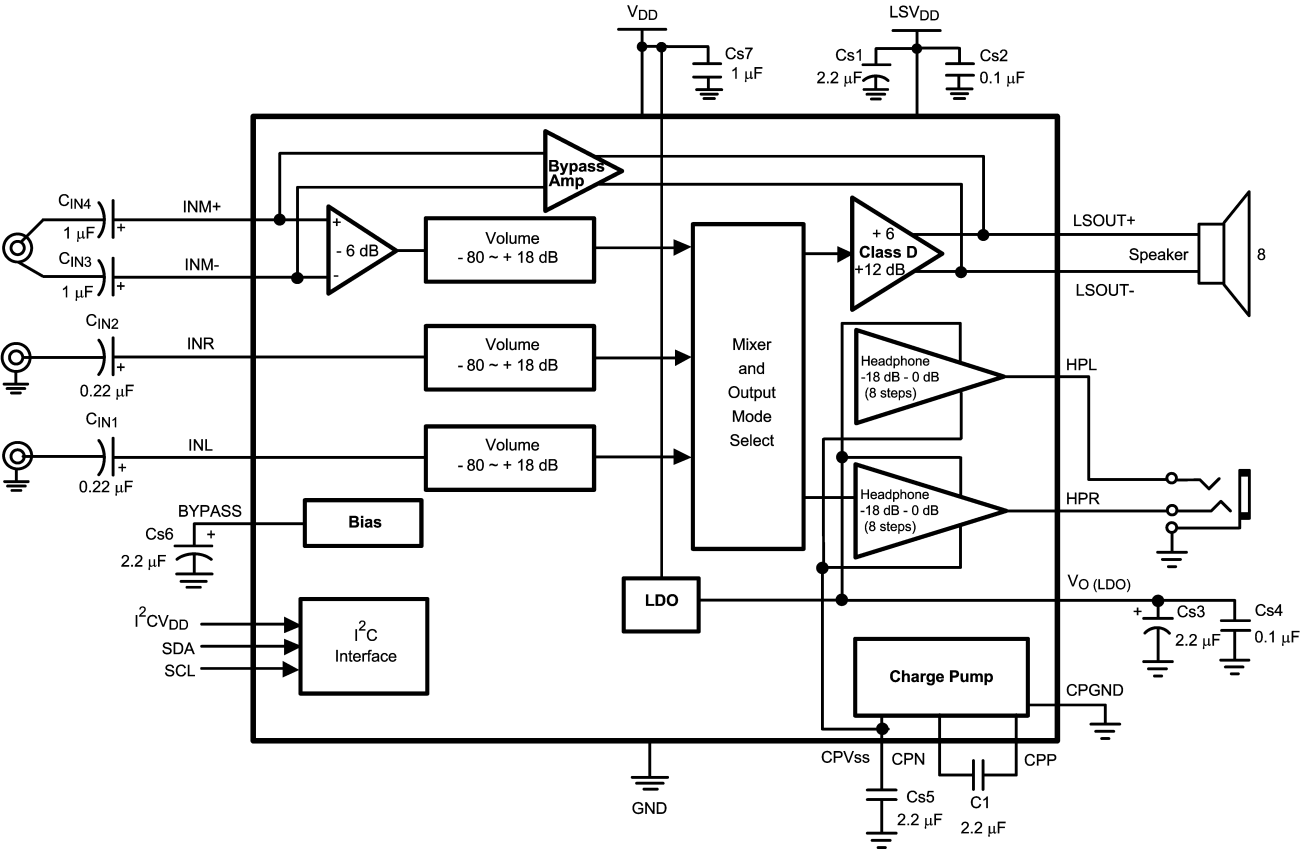 VDD
LSVDD
Cs7
1 µF
Cs1
2.2 µF
Cs2
0.1 µF
Bypass
Amp
CIN4
1 µF
+
INM+
CIN3
1 µF
+
INM-
+
- 6 dB
-
Volume
- 80 ~ + 18 dB
+ 6
Class D
+12 dB
LSOUT+
Speaker
8
LSOUT-
CIN2
+
0.22 µF
INR
Volume
- 80 ~ + 18 dB
Mixer
and
Output
Mode
Select
Headphone
-18 dB - 0 dB
(8 steps)
HPL
CIN1
+
0.22 µF
INL
Volume
- 80 ~ + 18 dB
Headphone
-18 dB - 0 dB
(8 steps)
HPR
BYPASS
Cs6
+
2.2 µF
Bias
LDO
VO (LDO)
+
Cs3
2.2 µF
Cs4
0.1 µF
I2CVDD
SDA
SCL
I2C
Interface
Charge Pump
CPGND
CPVss
CPN
CPP
GND
Cs5
2.2 µF
C1
2.2 µF